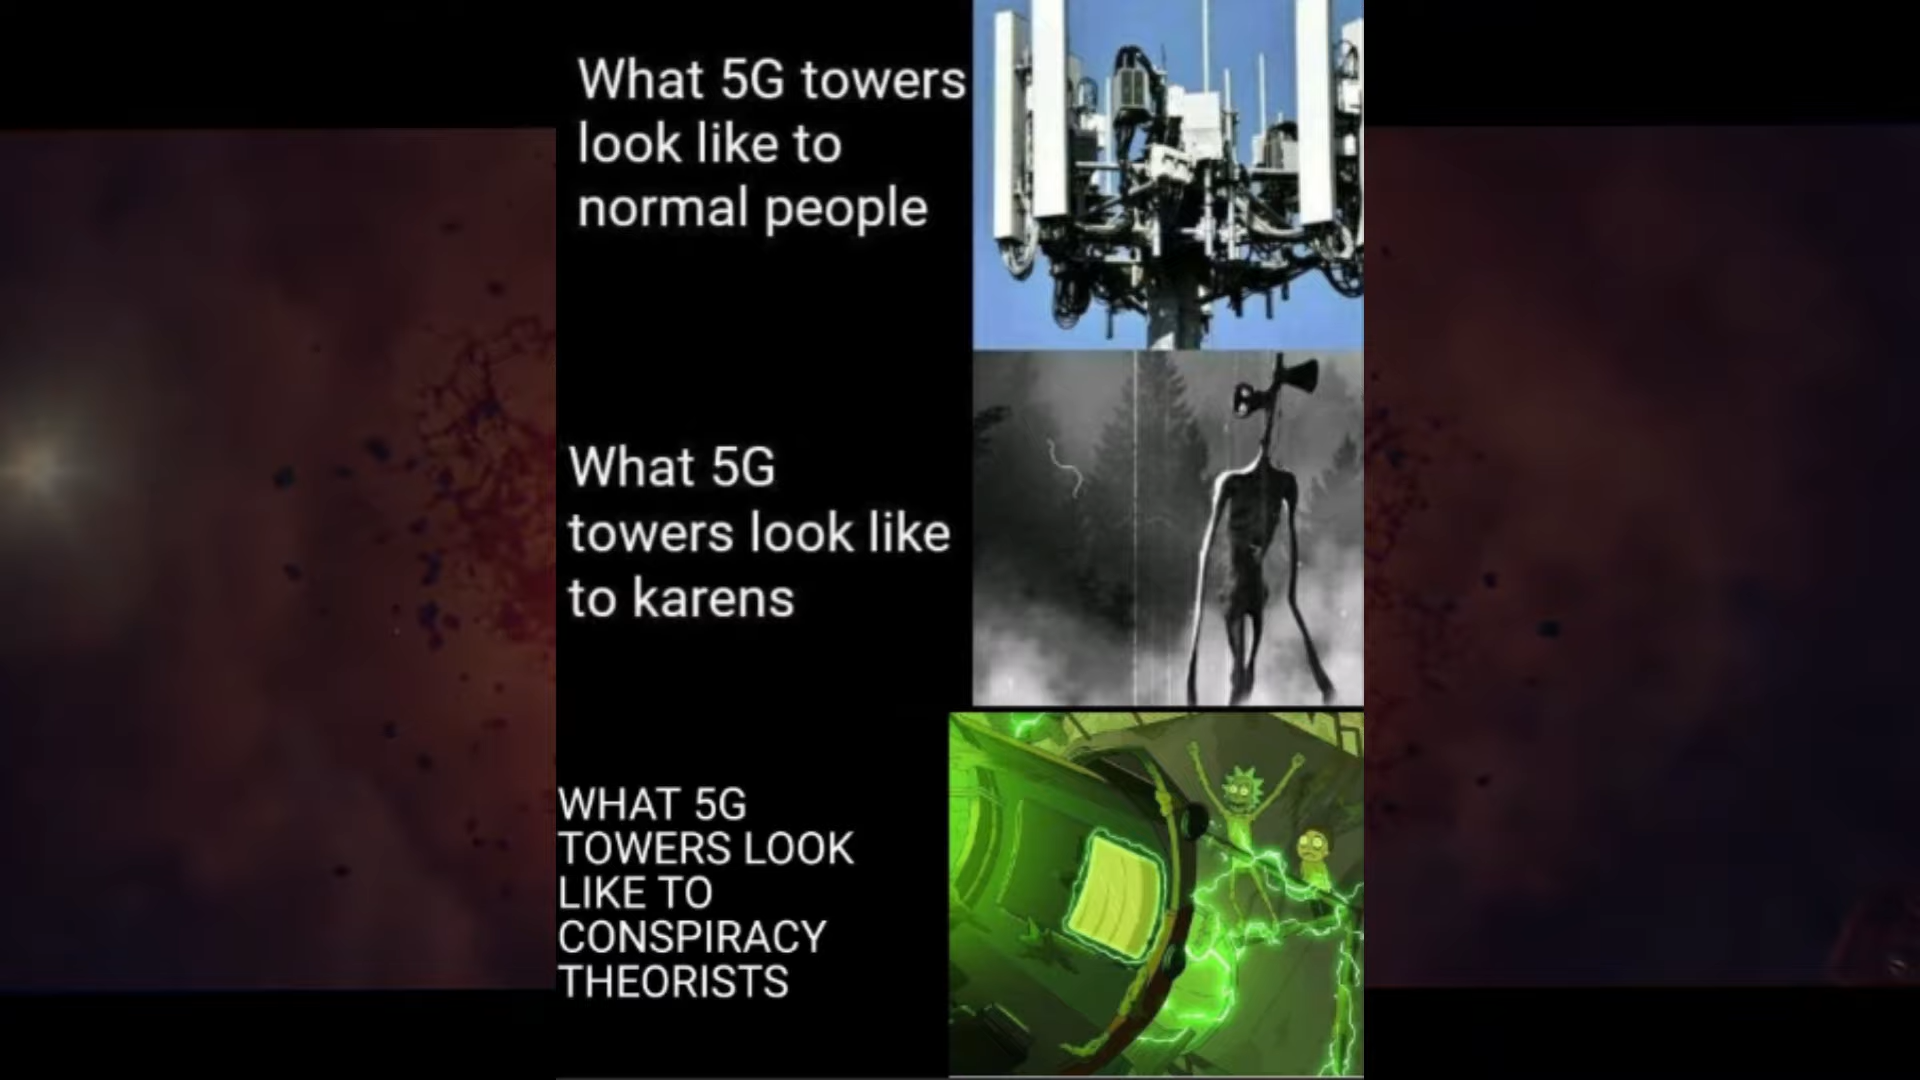 What 5G towers
look like to
normal people
What 5G
towers look like
to karens
WHAT 5G
TOWERS LOOK
LIKE TO
CONSPIRACY
THEORISTS